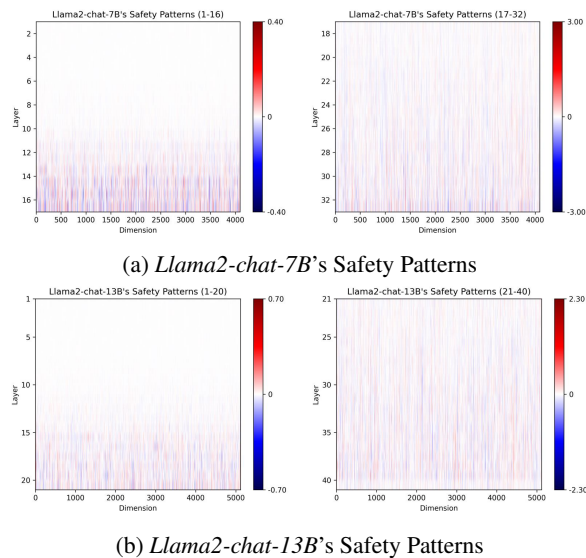 Llama2-chat-7B's Safety Patterns (1-16)
2
4
6
8
10
12
14
16
Layer
0 500 1000 1500 2000 2500 3000 3500 4000
Dimension
0.40
0
-0.40
Llama2-chat-7B's Safety Patterns (17-32)
18
20
22
24
26
28
30
32
Layer
0 500 1000 1500 2000 2500 3000 3500 4000
Dimension
3.00
0
-3.00
(a) Llama2-chat-7B's Safety Patterns
Llama2-chat-13B's Safety Patterns (1-20)
1
5
10
15
20
Layer
0 1000 2000 3000 4000 5000
Dimension
0.70
0
-0.70
Llama2-chat-13B's Safety Patterns (21-40)
21
25
30
35
40
Layer
0 1000 2000 3000 4000 5000
Dimension
2.30
0
-2.30
(b) Llama2-chat-13B's Safety Patterns